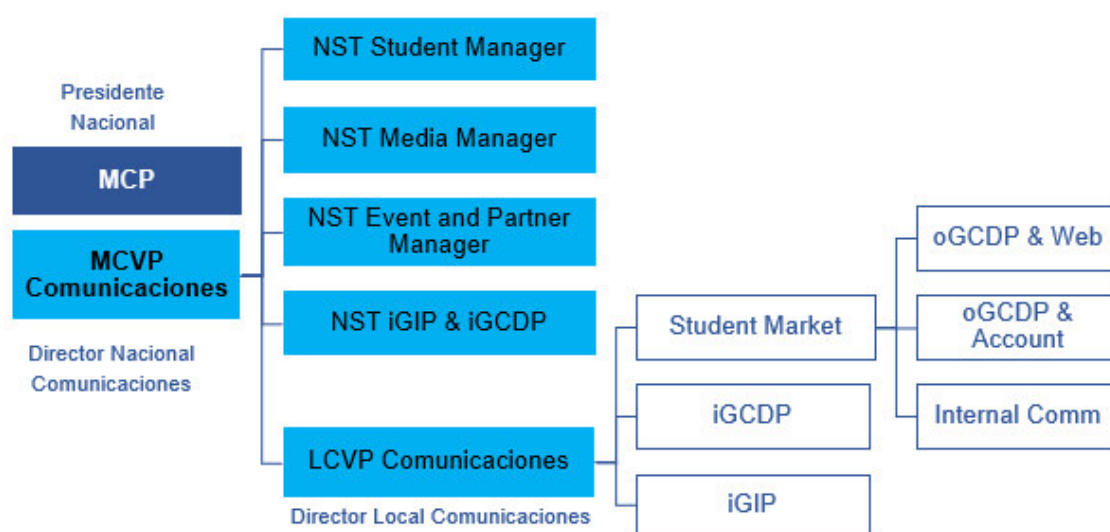 Presidente
Nacional
MCP
MCVP
Comunicaciones
Director Nacional
Comunicaciones
NST Student Manager
NST Media Manager
NST Event and Partner
Manager
NST iGIP & iGCDP
LCVP Comunicaciones
Director Local Comunicaciones
Student Market
iGCDP
iGIP
oGCDP & Web
oGCDP &
Account
Internal Comm